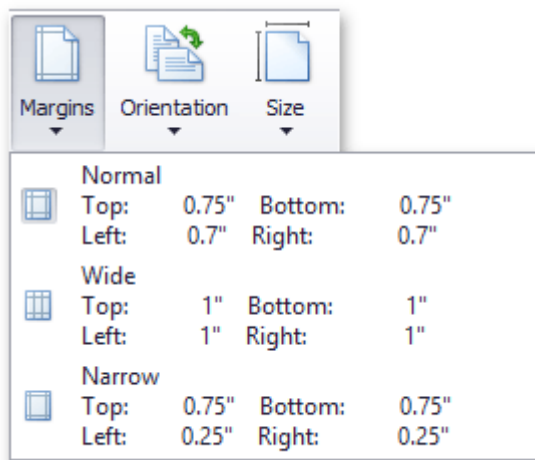 Margins Orientation Size
Normal
Top: 0.75" Bottom: 0.75"
Left: 0.7" Right: 0.7"
Wide
Top: 1" Bottom: 1"
Left: 1" Right: 1"
Narrow
Top: 0.75" Bottom: 0.75"
Left: 0.25" Right: 0.25"